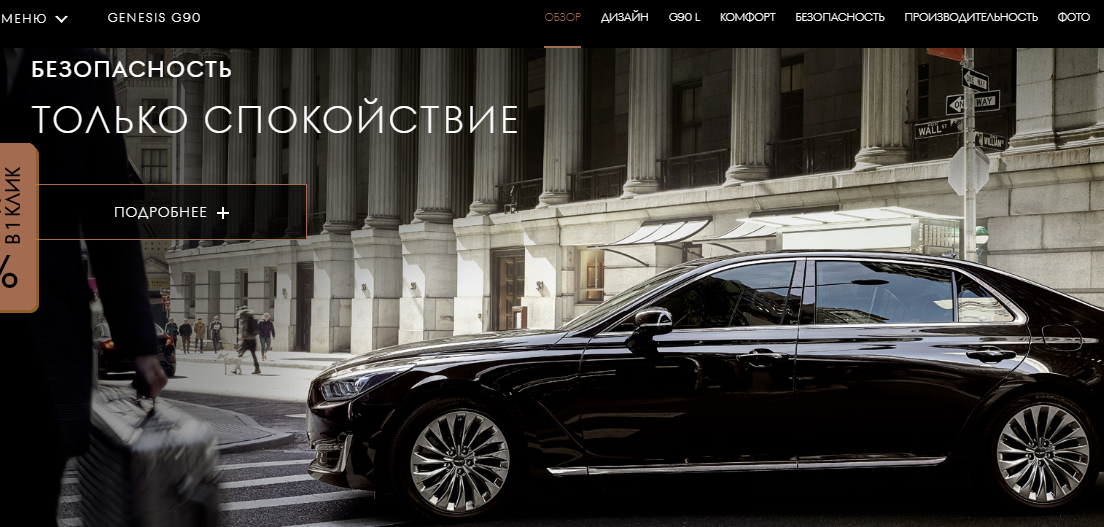 МЕНЮ
GENESIS G90
ОБЗОР
ДИЗАЙН
G90 L
КОМФОРТ
БЕЗОПАСНОСТЬ
ПРОИЗВОДИТЕЛЬНОСТЬ
ФОТО
БЕЗОПАСНОСТЬ
ТОЛЬКО СПОКОЙСТВИЕ
В 1 КЛИК
%
ПОДРОБНЕЕ +
ONE WAY
WALL ST
WILLIAM